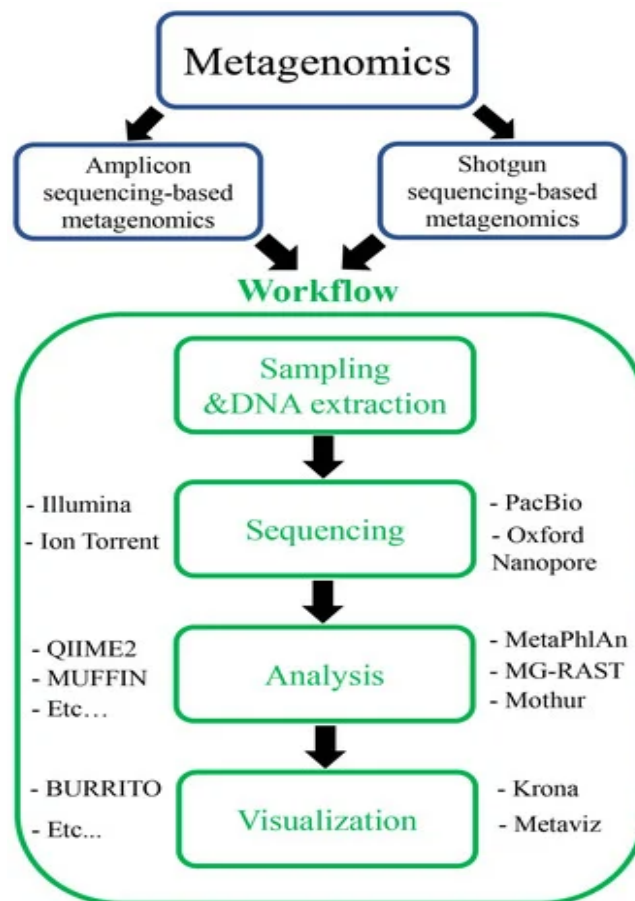 Metagenomics
Amplicon
sequencing-based
metagenomics
Shotgun
sequencing-based
metagenomics
Workflow
Sampling
&DNA extraction
- Illumina
- Ion Torrent
Sequencing
- PacBio
- Oxford
Nanopore
- QIIME2
- MUFFIN
- Etc…
Analysis
- MetaPhlAn
- MG-RAST
- Mothur
- BURRITO
- Etc...
Visualization
- Krona
- Metaviz